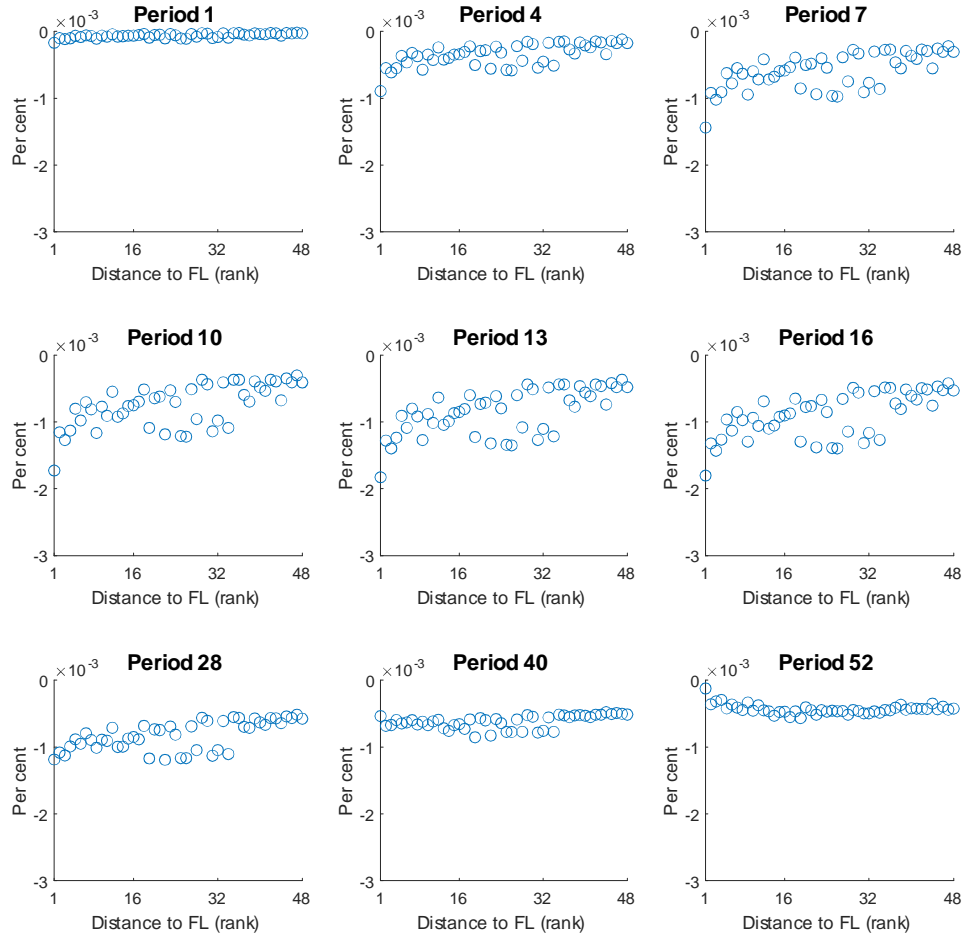 ×10⁻³ Period 1
0
-1
-2
-3
Per cent
1 16 32 48
Distance to FL (rank)
×10⁻³ Period 4
0
-1
-2
-3
Per cent
1 16 32 48
Distance to FL (rank)
×10⁻³ Period 7
0
-1
-2
-3
Per cent
1 16 32 48
Distance to FL (rank)
×10⁻³ Period 10
0
-1
-2
-3
Per cent
1 16 32 48
Distance to FL (rank)
×10⁻³ Period 13
0
-1
-2
-3
Per cent
1 16 32 48
Distance to FL (rank)
×10⁻³ Period 16
0
-1
-2
-3
Per cent
1 16 32 48
Distance to FL (rank)
×10⁻³ Period 28
0
-1
-2
-3
Per cent
1 16 32 48
Distance to FL (rank)
×10⁻³ Period 40
0
-1
-2
-3
Per cent
1 16 32 48
Distance to FL (rank)
×10⁻³ Period 52
0
-1
-2
-3
Per cent
1 16 32 48
Distance to FL (rank)